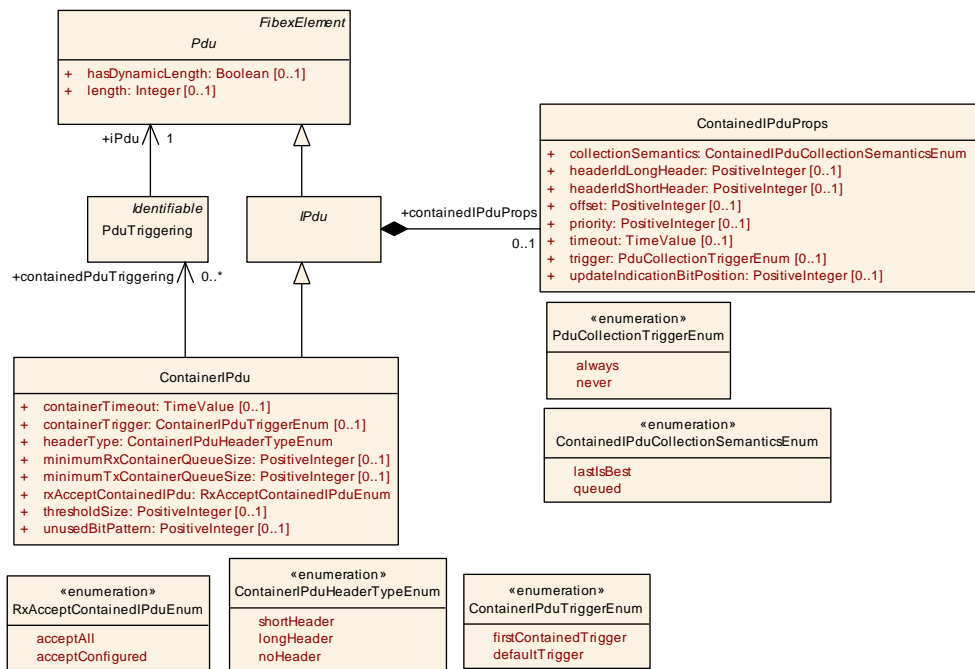 FibexElement
Pdu
+ hasDynamicLength: Boolean [0..1]
+ length: Integer [0..1]
+iPdu 1
Identifiable
PduTriggering
IPdu
+containedIPduProps
0..1
ContainedIPduProps
+ collectionSemantics: ContainedIPduCollectionSemanticsEnum
+ headerIdLongHeader: PositiveInteger [0..1]
+ headerIdShortHeader: PositiveInteger [0..1]
+ offset: PositiveInteger [0..1]
+ priority: PositiveInteger [0..1]
+ timeout: TimeValue [0..1]
+ trigger: PduCollectionTriggerEnum [0..1]
+ updateIndicationBitPosition: PositiveInteger [0..1]
+containedPduTriggering 0..*
«enumeration»
PduCollectionTriggerEnum
always
never
ContainerIPdu
+ containerTimeout: TimeValue [0..1]
+ containerTrigger: ContainerIPduTriggerEnum [0..1]
+ headerType: ContainerIPduHeaderTypeEnum
+ minimumRxContainerQueueSize: PositiveInteger [0..1]
+ minimumTxContainerQueueSize: PositiveInteger [0..1]
+ rxAcceptContainedIPdu: RxAcceptContainedIPduEnum
+ thresholdSize: PositiveInteger [0..1]
+ unusedBitPattern: PositiveInteger [0..1]
«enumeration»
ContainedIPduCollectionSemanticsEnum
lastIsBest
queued
«enumeration»
RxAcceptContainedIPduEnum
acceptAll
acceptConfigured
«enumeration»
ContainerIPduHeaderTypeEnum
shortHeader
longHeader
noHeader
«enumeration»
ContainerIPduTriggerEnum
firstContainedTrigger
defaultTrigger